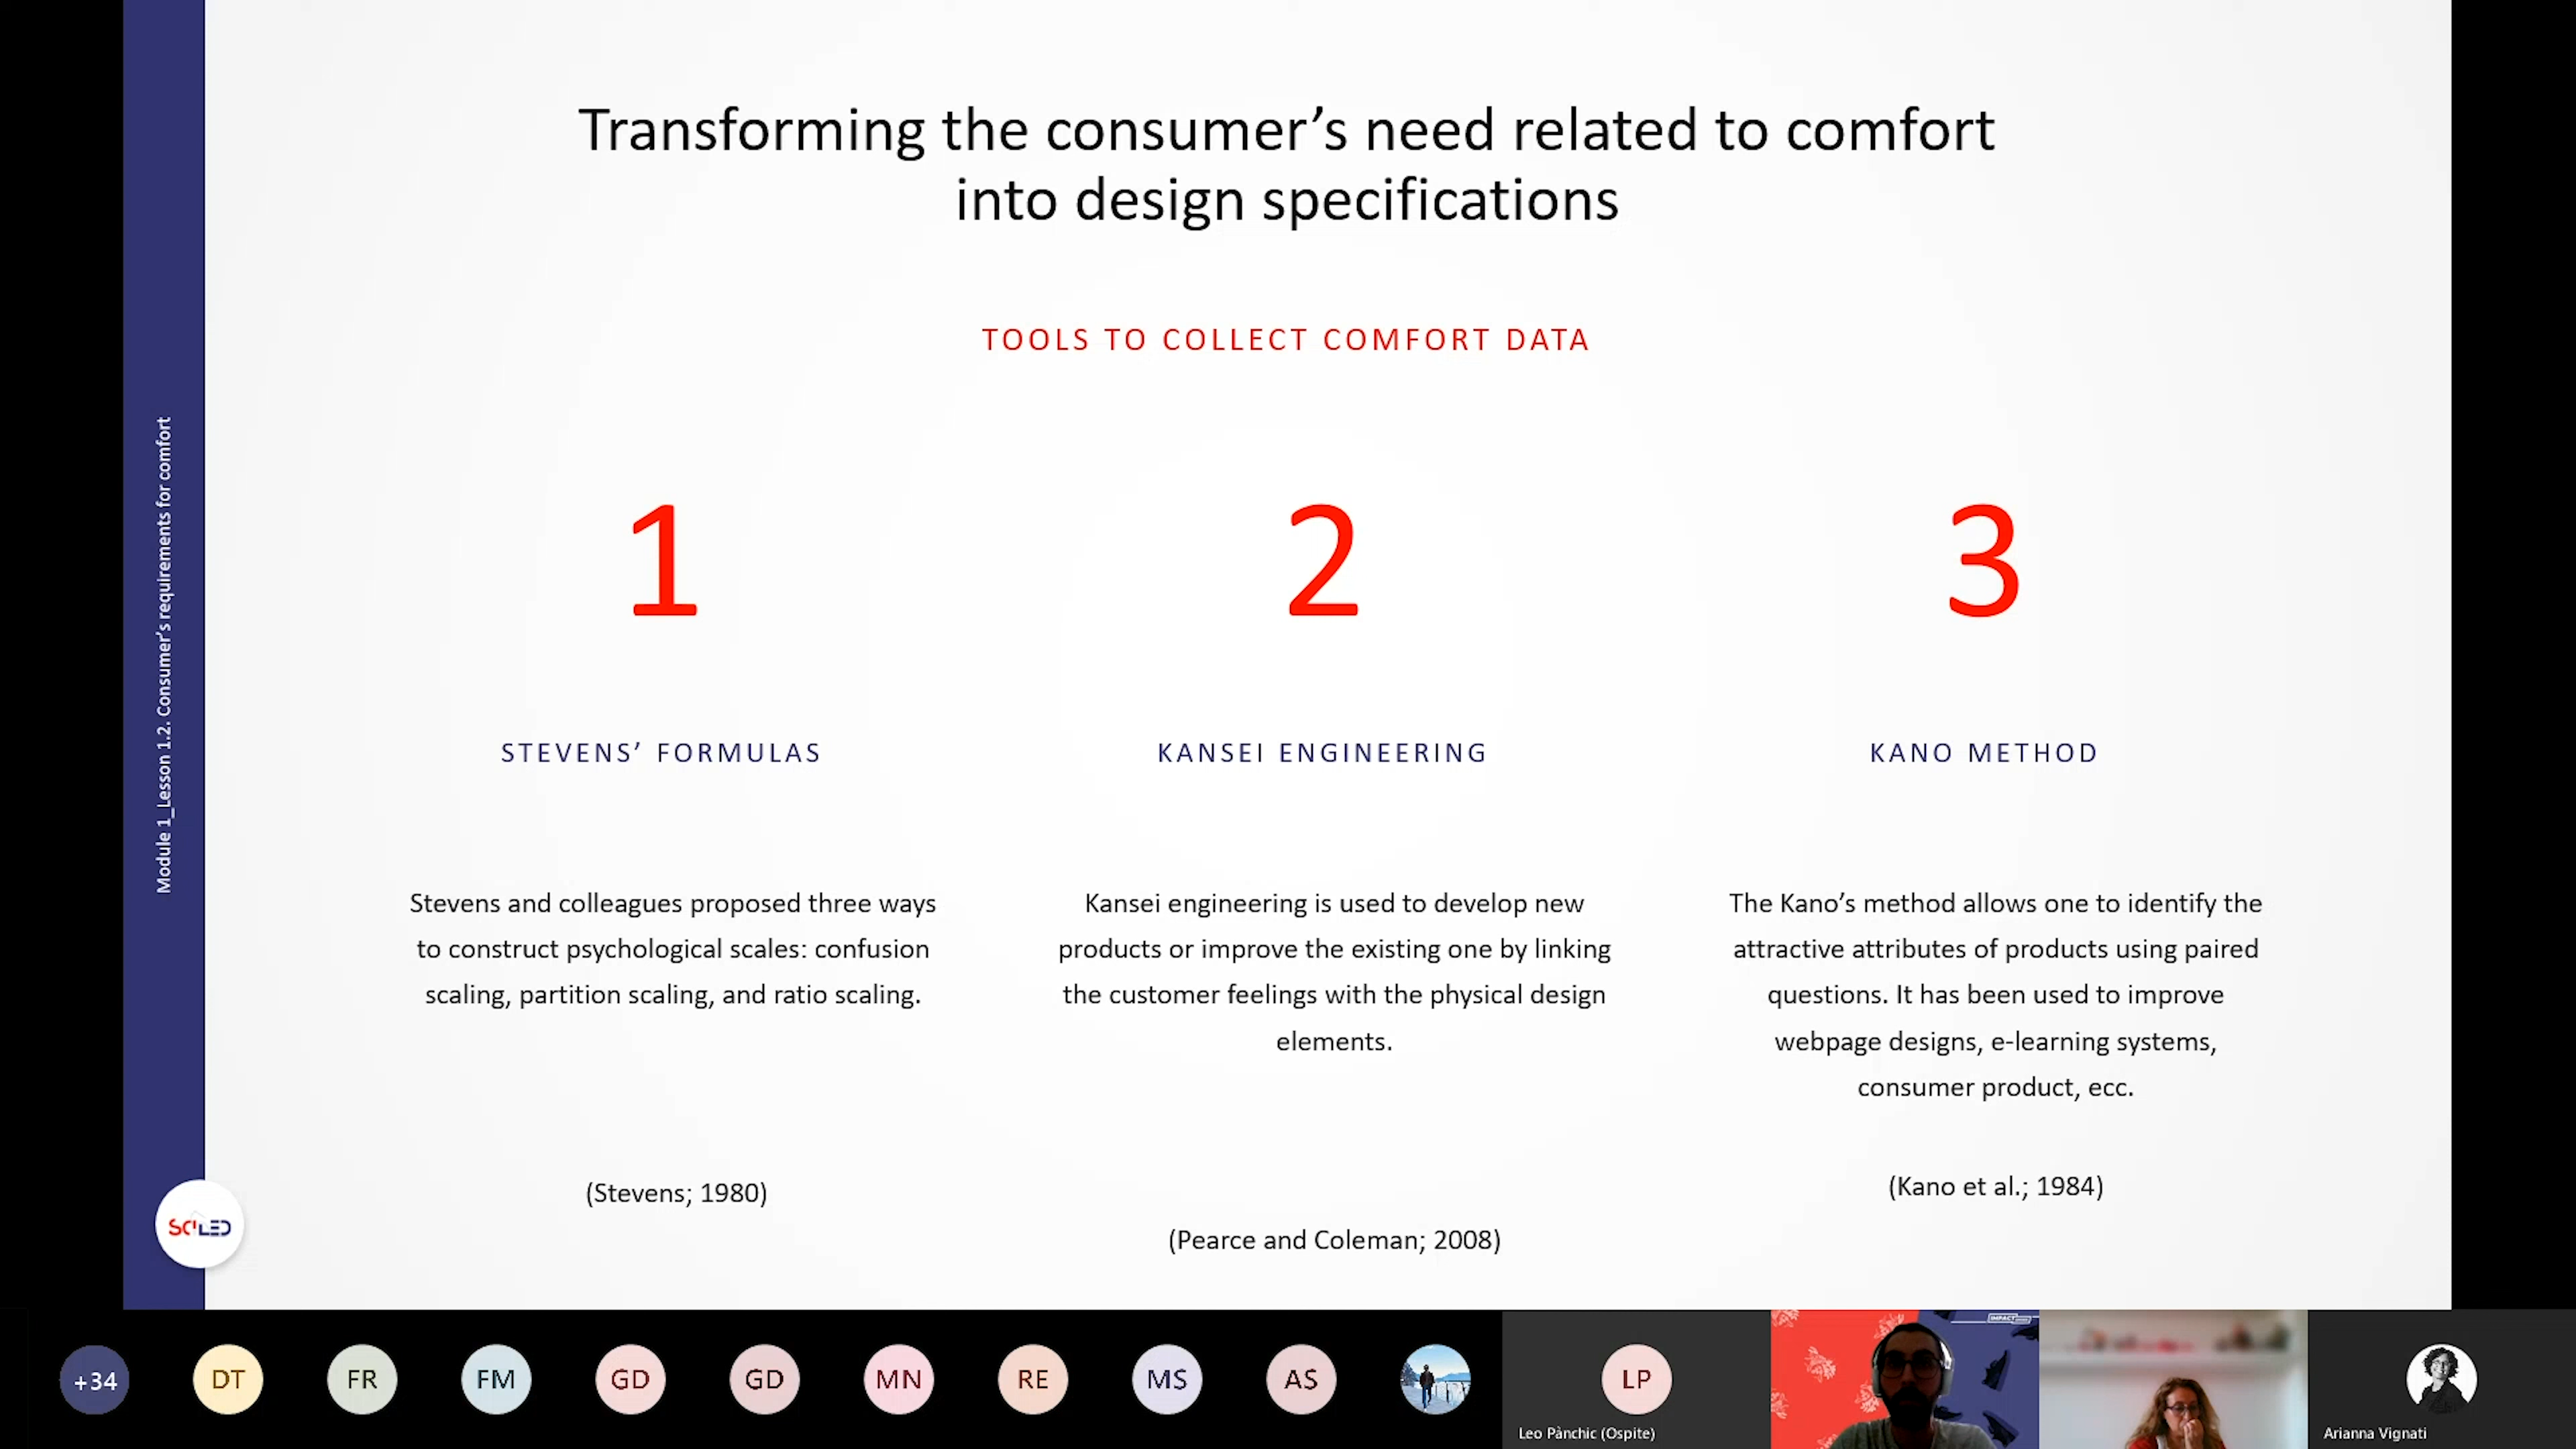 Transforming the consumer’s need related to comfort
into design specifications
TOOLS TO COLLECT COMFORT DATA
1
2
3
STEVENS’ FORMULAS
KANSEI ENGINEERING
KANO METHOD
Stevens and colleagues proposed three ways
to construct psychological scales: confusion
scaling, partition scaling, and ratio scaling.
(Stevens; 1980)
Kansei engineering is used to develop new
products or improve the existing one by linking
the customer feelings with the physical design
elements.
(Pearce and Coleman; 2008)
The Kano’s method allows one to identify the
attractive attributes of products using paired
questions. It has been used to improve
webpage designs, e-learning systems,
consumer product, ecc.
(Kano et al.; 1984)
Module 1_Lesson 1.2. Consumer’s requirements for comfort
SCILED
+34
DT
FR
FM
GD
GD
MN
RE
MS
AS
LP
Leo Pànchic (Ospite)
IMPACT
Arianna Vignati